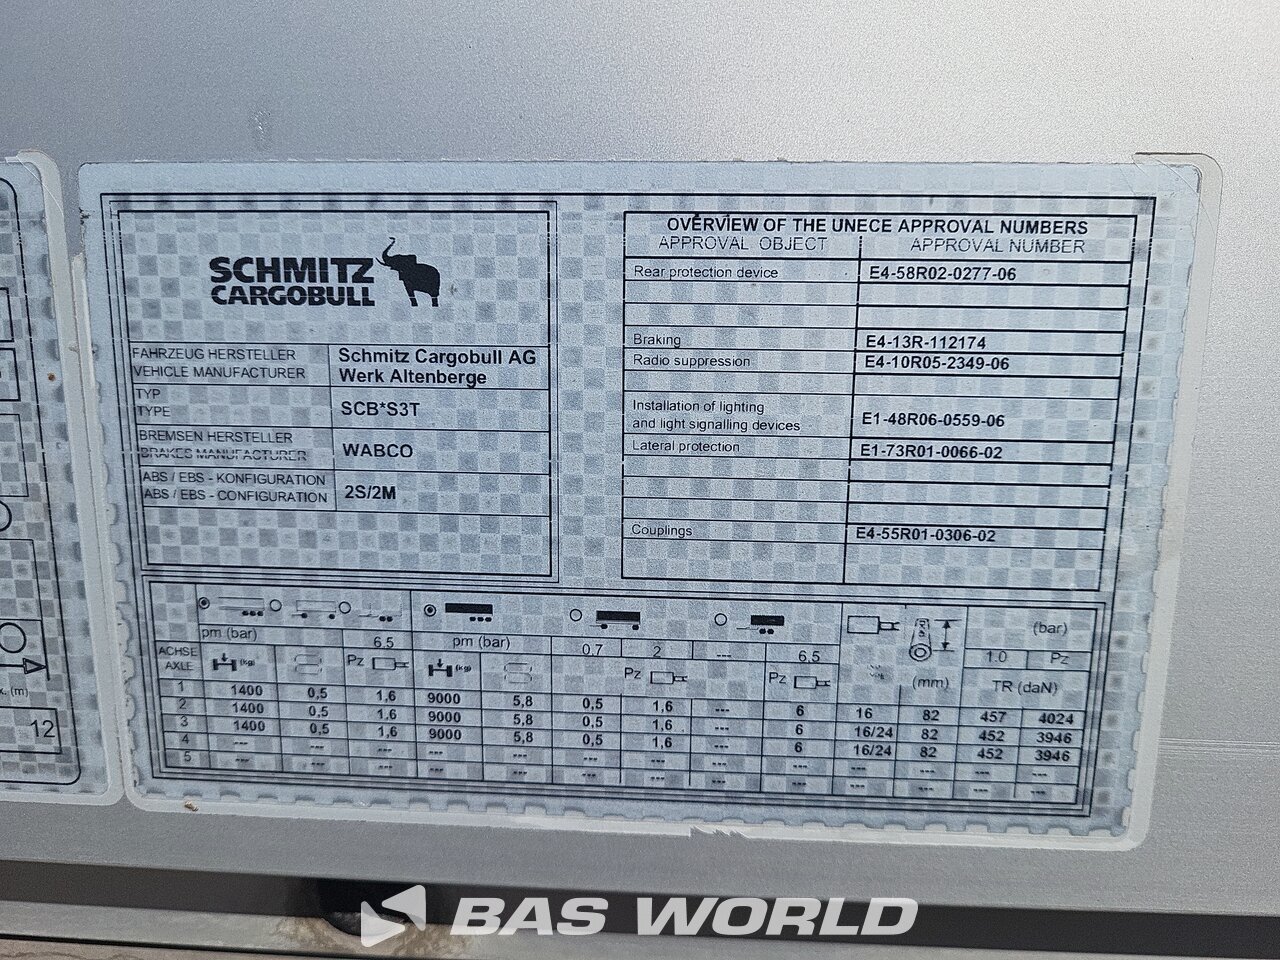 SCHMITZ
CARGOBULL
FAHRZEUG HERSTELLER
VEHICLE MANUFACTURER
Schmitz Cargobull AG
Werk Altenberge
TYP
TYPE
SCB*S3T
BREMSEN HERSTELLER
BRAKES MANUFACTURER
WABCO
ABS / EBS - KONFIGURATION
ABS / EBS - CONFIGURATION
2S/2M
OVERVIEW OF THE UNECE APPROVAL NUMBERS
APPROVAL OBJECT APPROVAL NUMBER
Rear protection device E4-58R02-0277-06
Braking E4-13R-112174
Radio suppression E4-10R05-2349-06
Installation of lighting
and light signalling devices E1-48R06-0559-06
Lateral protection E1-73R01-0066-02
Couplings E4-55R01-0306-02
pm (bar) 6,5 pm (bar) 0,7 2 --- 6,5 (bar)
1.0 Pz
ACHSE
AXLE
(kg) Pz (kg) Pz Pz (mm) TR (daN)
1 1400 0,5 1,6 9000 5,8 0,5 1,6 --- 6 16 82 457 4024
2 1400 0,5 1,6 9000 5,8 0,5 1,6 --- 6 16/24 82 452 3946
3 1400 0,5 1,6 9000 5,8 0,5 1,6 --- 6 16/24 82 452 3946
4 --- --- --- --- --- --- --- --- --- --- --- --- ---
5 --- --- --- --- --- --- --- --- --- --- --- --- ---
(m)
12
BAS WORLD